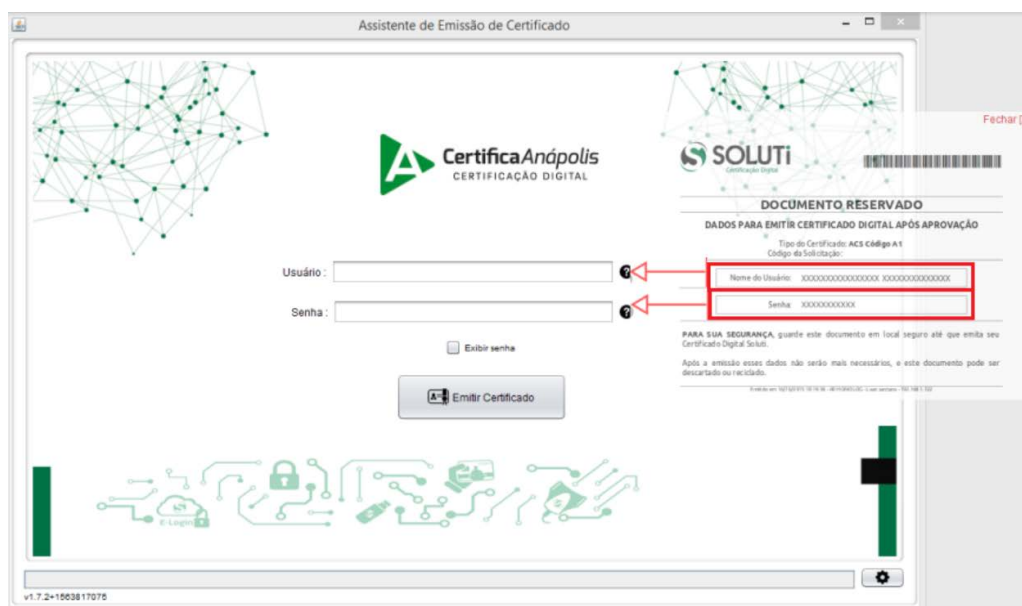 Assistente de Emissão de Certificado
Fechar [
CertificaAnápolis
CERTIFICAÇÃO DIGITAL
SOLUTi
Certificação Digital
DOCUMENTO RESERVADO
DADOS PARA EMITIR CERTIFICADO DIGITAL APÓS APROVAÇÃO
Tipo do Certificado: ACS Código A1
Código da Solicitação:
Usuário :
Nome do Usuário: XXXXXXXXXXXXXXXX XXXXXXXXXXXXXX
Senha :
Senha: XXXXXXXXXXX
Exibir senha
PARA SUA SEGURANÇA, guarde este documento em local seguro até que emita seu
Certificado Digital Soluti.
Após a emissão esses dados não serão mais necessários, e este documento pode ser
descartado ou reciclado.
Emitir Certificado
E-Login
v1.7.2+1563817076